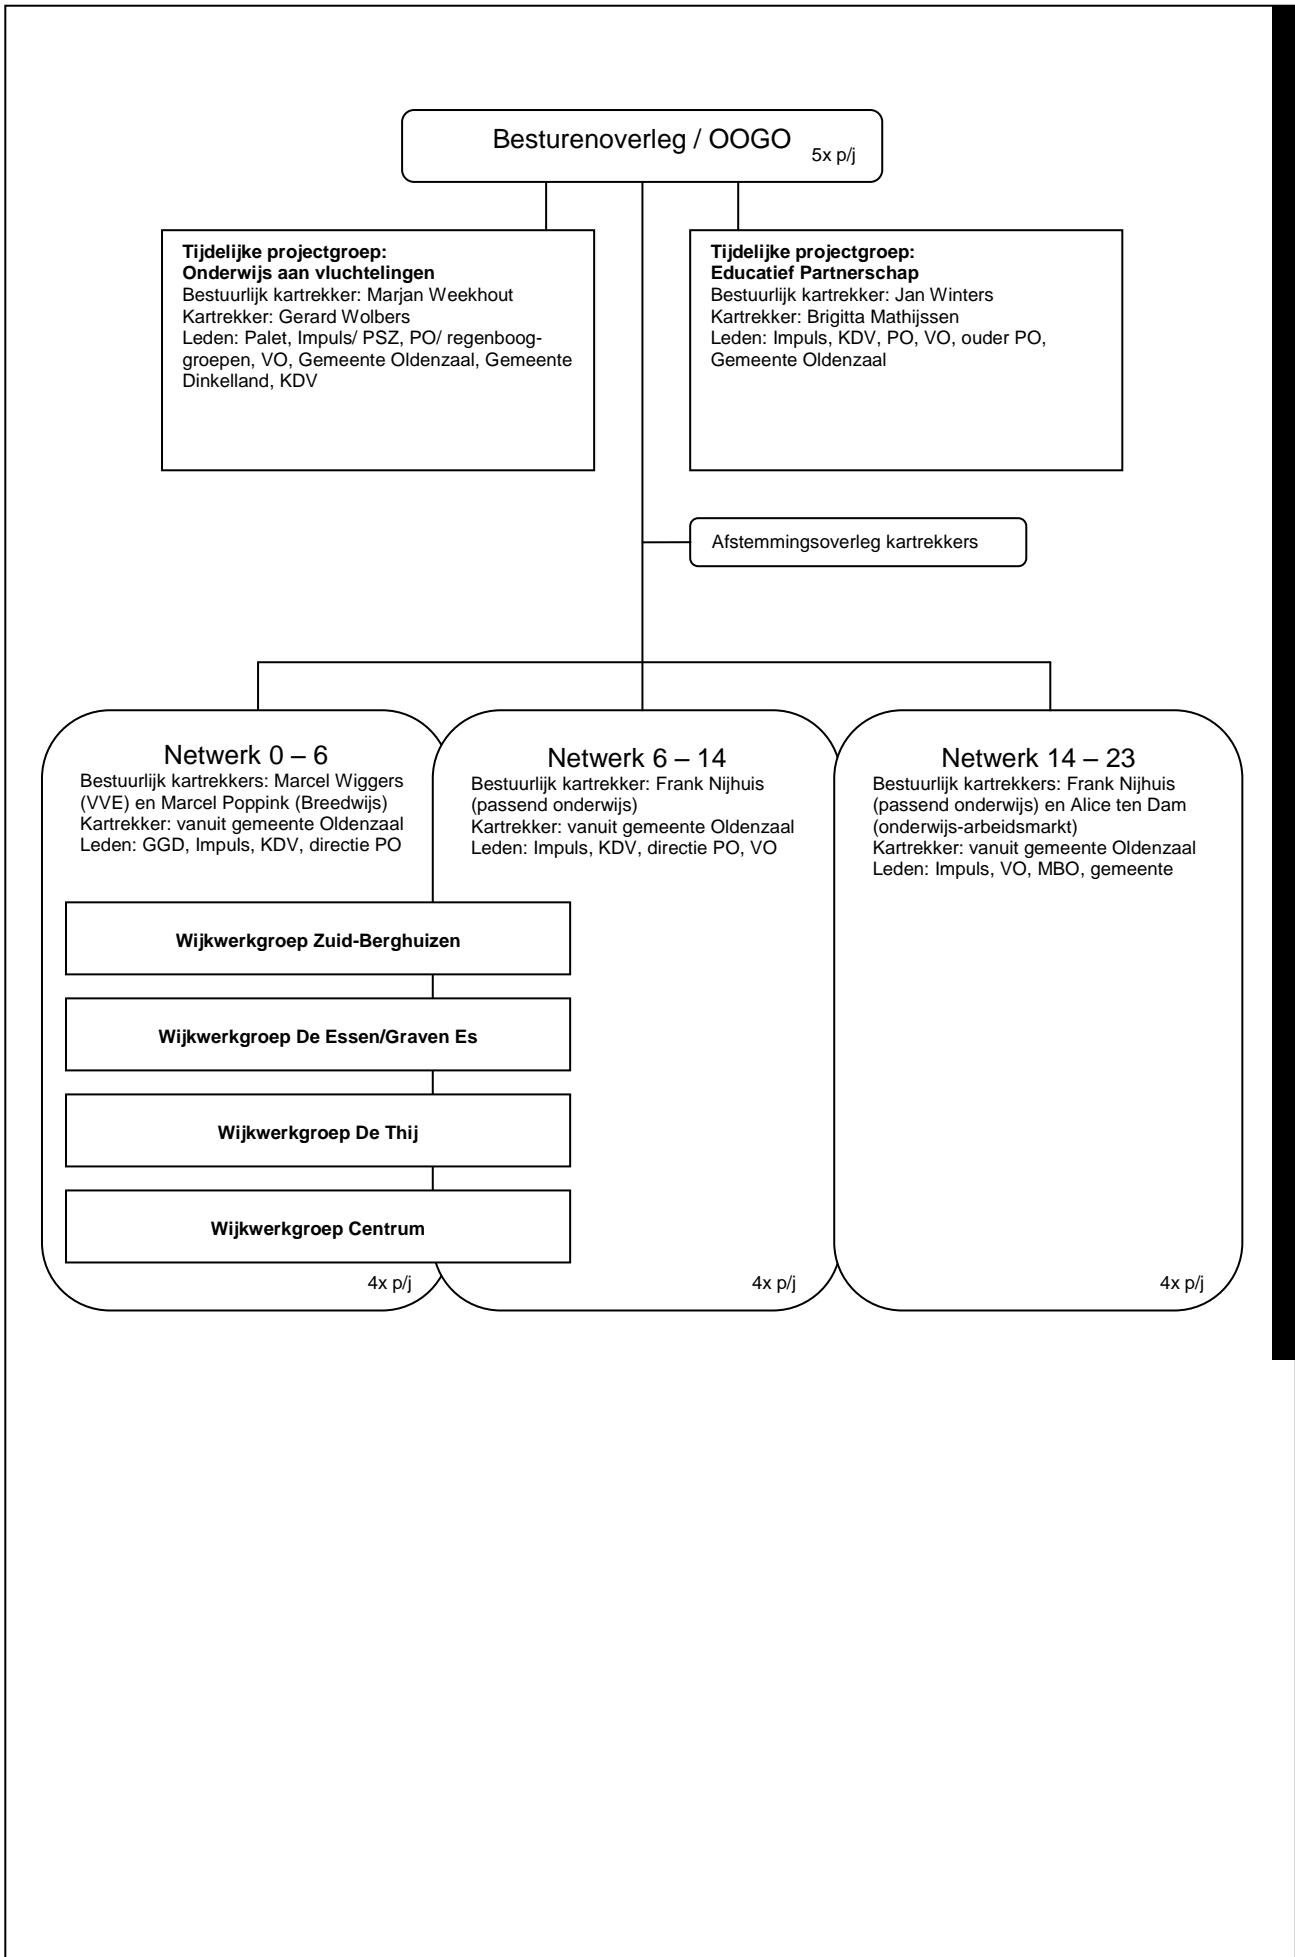 Besturenoverleg / OOGO 5x p/j
Tijdelijke projectgroep:
Onderwijs aan vluchtelingen
Bestuurlijk kartrekker: Marjan Weekhout
Kartrekker: Gerard Wolbers
Leden: Palet, Impuls/ PSZ, PO/ regenboog-
groepen, VO, Gemeente Oldenzaal, Gemeente
Dinkelland, KDV
Tijdelijke projectgroep:
Educatief Partnerschap
Bestuurlijk kartrekker: Jan Winters
Kartrekker: Brigitta Mathijssen
Leden: Impuls, KDV, PO, VO, ouder PO,
Gemeente Oldenzaal
Afstemmingsoverleg kartrekkers
Netwerk 0 – 6
Bestuurlijk kartrekkers: Marcel Wiggers
(VVE) en Marcel Poppink (Breedwijs)
Kartrekker: vanuit gemeente Oldenzaal
Leden: GGD, Impuls, KDV, directie PO
Netwerk 6 – 14
Bestuurlijk kartrekker: Frank Nijhuis
(passend onderwijs)
Kartrekker: vanuit gemeente Oldenzaal
Leden: Impuls, KDV, directie PO, VO
Netwerk 14 – 23
Bestuurlijk kartrekkers: Frank Nijhuis
(passend onderwijs) en Alice ten Dam
(onderwijs-arbeidsmarkt)
Kartrekker: vanuit gemeente Oldenzaal
Leden: Impuls, VO, MBO, gemeente
Wijkwerkgroep Zuid-Berghuizen
Wijkwerkgroep De Essen/Graven Es
Wijkwerkgroep De Thij
Wijkwerkgroep Centrum
4x p/j
4x p/j
4x p/j